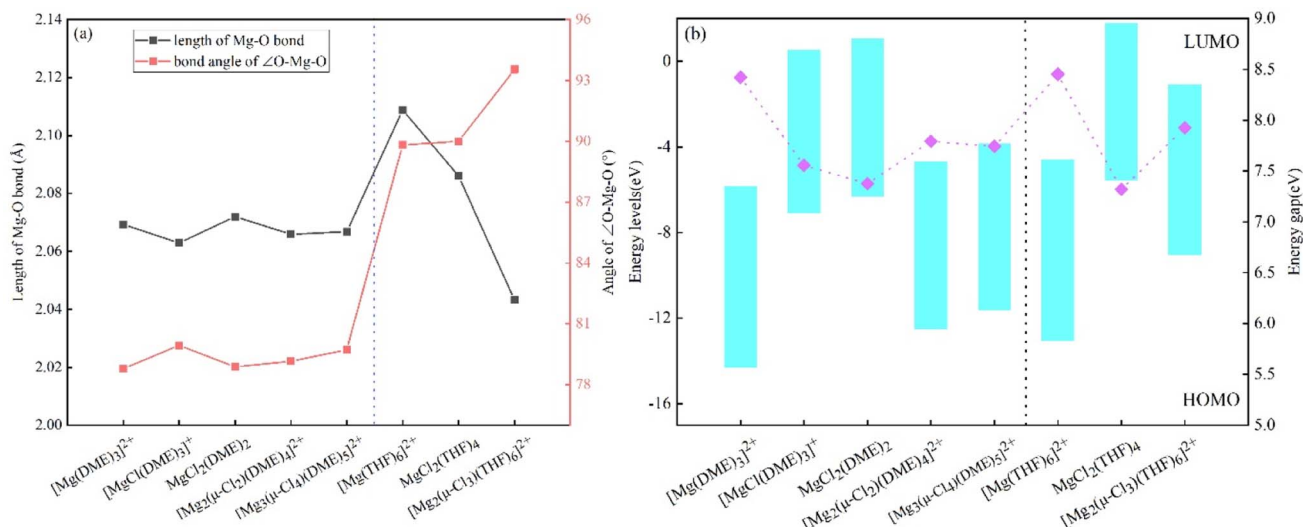 (a)
length of Mg-O bond
bond angle of ∠O-Mg-O
Length of Mg-O bond (Å)
2.14
2.12
2.10
2.08
2.06
2.04
2.02
2.00
96
93
90
87
84
81
78
Angle of ∠O-Mg-O (°)
[Mg(DME)₃]²⁺
[MgCl(DME)₃]⁺
MgCl₂(DME)₂
[Mg₂(μ-Cl₂)(DME)₄]²⁺
[Mg₃(μ-Cl₄)(DME)₅]²⁺
[Mg(THF)₆]²⁺
MgCl₂(THF)₄
[Mg₂(μ-Cl₃)(THF)₆]²⁺
(b)
LUMO
HOMO
Energy levels(eV)
0
-4
-8
-12
-16
9.0
8.5
8.0
7.5
7.0
6.5
6.0
5.5
5.0
Energy gap(eV)
[Mg(DME)₃]²⁺
[MgCl(DME)₃]⁺
MgCl₂(DME)₂
[Mg₂(μ-Cl₂)(DME)₄]²⁺
[Mg₃(μ-Cl₄)(DME)₅]²⁺
[Mg(THF)₆]²⁺
MgCl₂(THF)₄
[Mg₂(μ-Cl₃)(THF)₆]²⁺